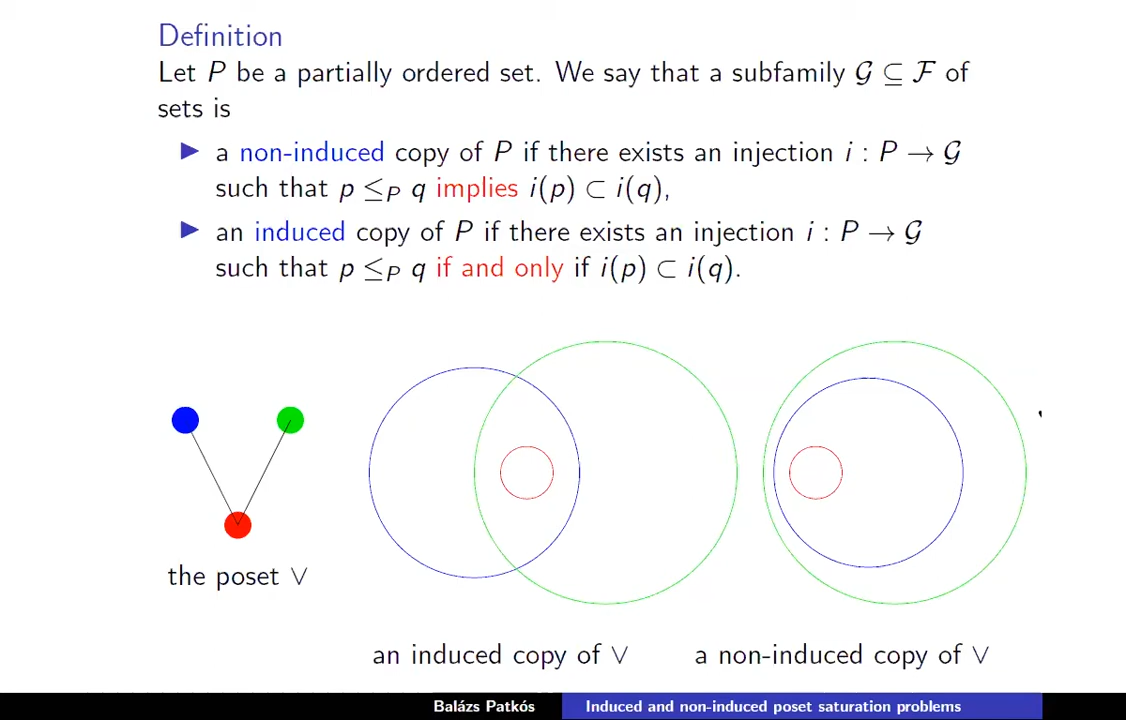 Definition
Let P be a partially ordered set. We say that a subfamily 𝒢 ⊆ ℱ of
sets is
▶ a non-induced copy of P if there exists an injection i : P → 𝒢
such that p ≤_P q implies i(p) ⊂ i(q),
▶ an induced copy of P if there exists an injection i : P → 𝒢
such that p ≤_P q if and only if i(p) ⊂ i(q).
the poset ∨
an induced copy of ∨
a non-induced copy of ∨
Balázs Patkós
Induced and non-induced poset saturation problems